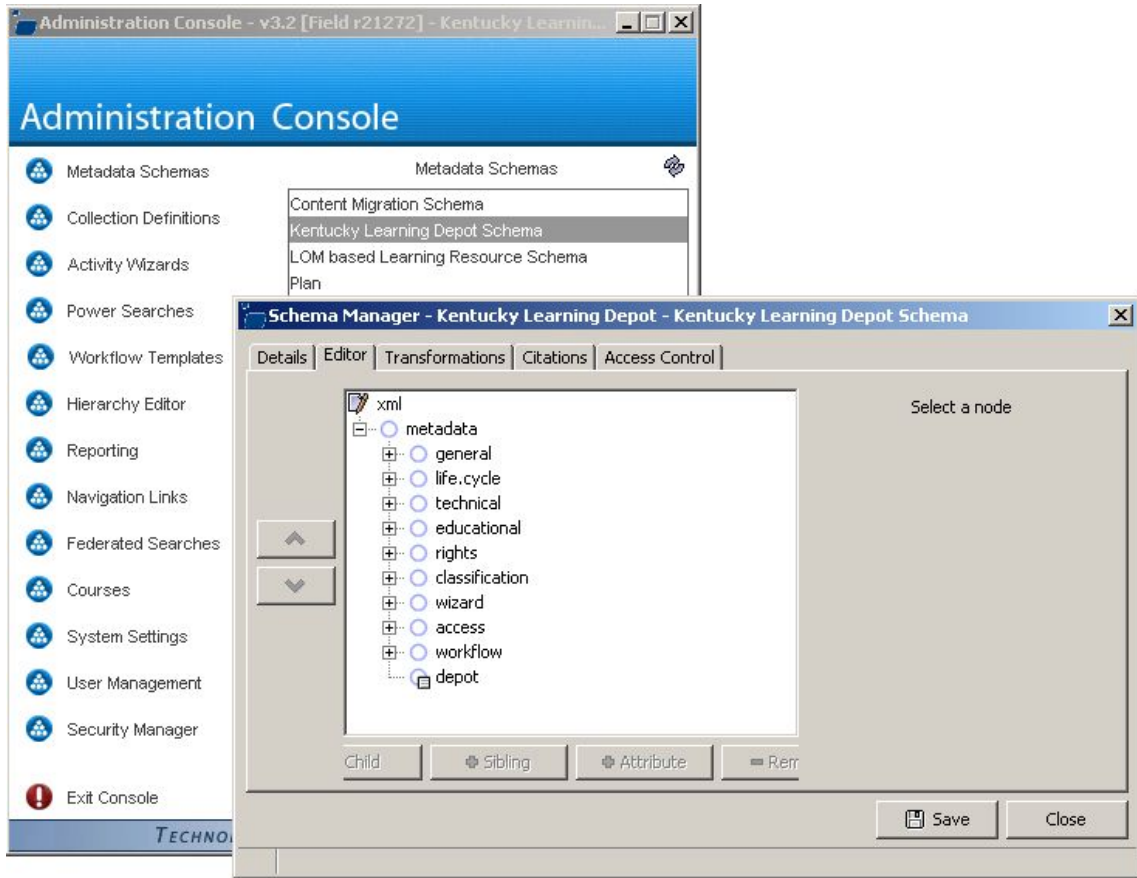 Administration Console - v3.2 [Field r21272] - Kentucky Learnin...
Administration Console
Metadata Schemas
Collection Definitions
Activity Wizards
Power Searches
Workflow Templates
Hierarchy Editor
Reporting
Navigation Links
Federated Searches
Courses
System Settings
User Management
Security Manager
Exit Console
Metadata Schemas
Content Migration Schema
Kentucky Learning Depot Schema
LOM based Learning Resource Schema
Plan
TECHNO
Schema Manager - Kentucky Learning Depot - Kentucky Learning Depot Schema
Details Editor Transformations Citations Access Control
xml
metadata
general
life.cycle
technical
educational
rights
classification
wizard
access
workflow
depot
Select a node
Child Sibling Attribute Rem
Save Close